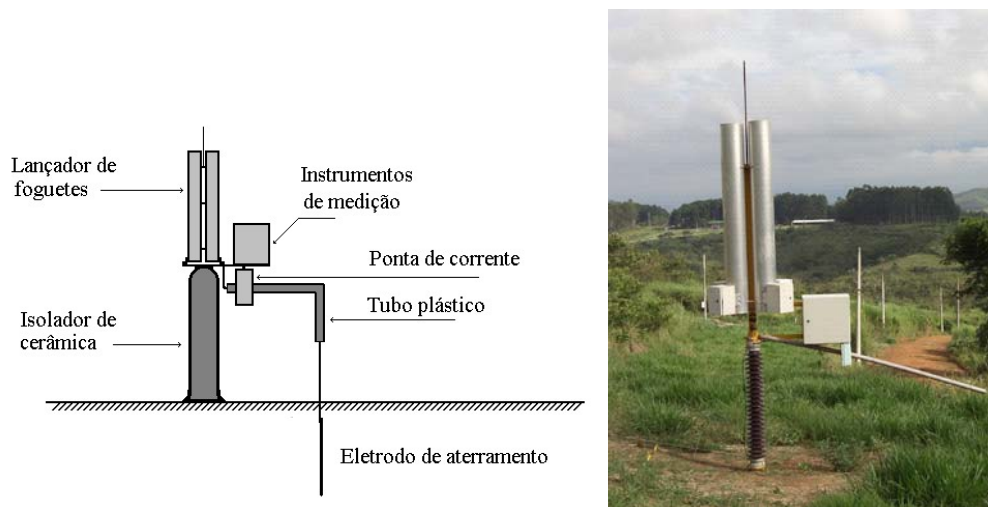 Lançador de
foguetes
Instrumentos
de medição
Ponta de corrente
Tubo plástico
Isolador de
cerâmica
Eletrodo de aterramento